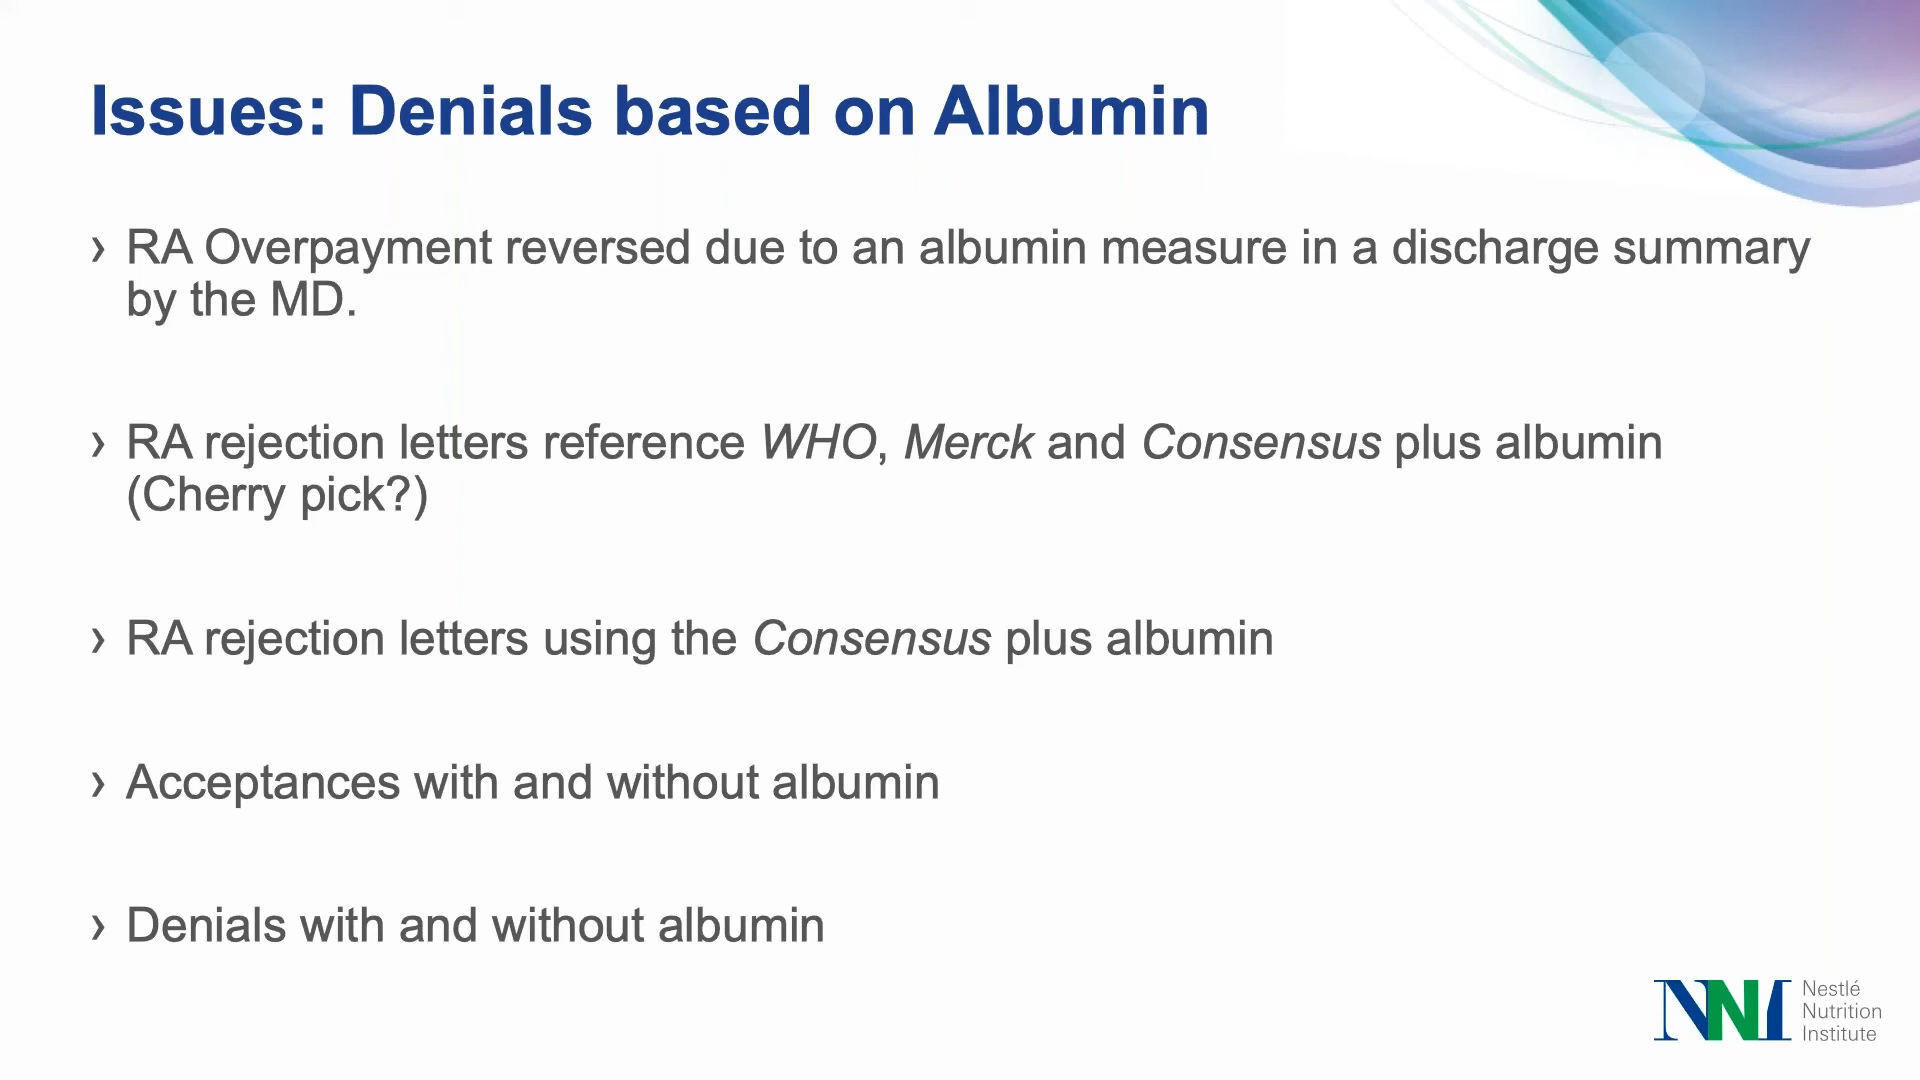 Issues: Denials based on Albumin
› RA Overpayment reversed due to an albumin measure in a discharge summary
by the MD.
› RA rejection letters reference WHO, Merck and Consensus plus albumin
(Cherry pick?)
› RA rejection letters using the Consensus plus albumin
› Acceptances with and without albumin
› Denials with and without albumin
NNI
Nestlé
Nutrition
Institute